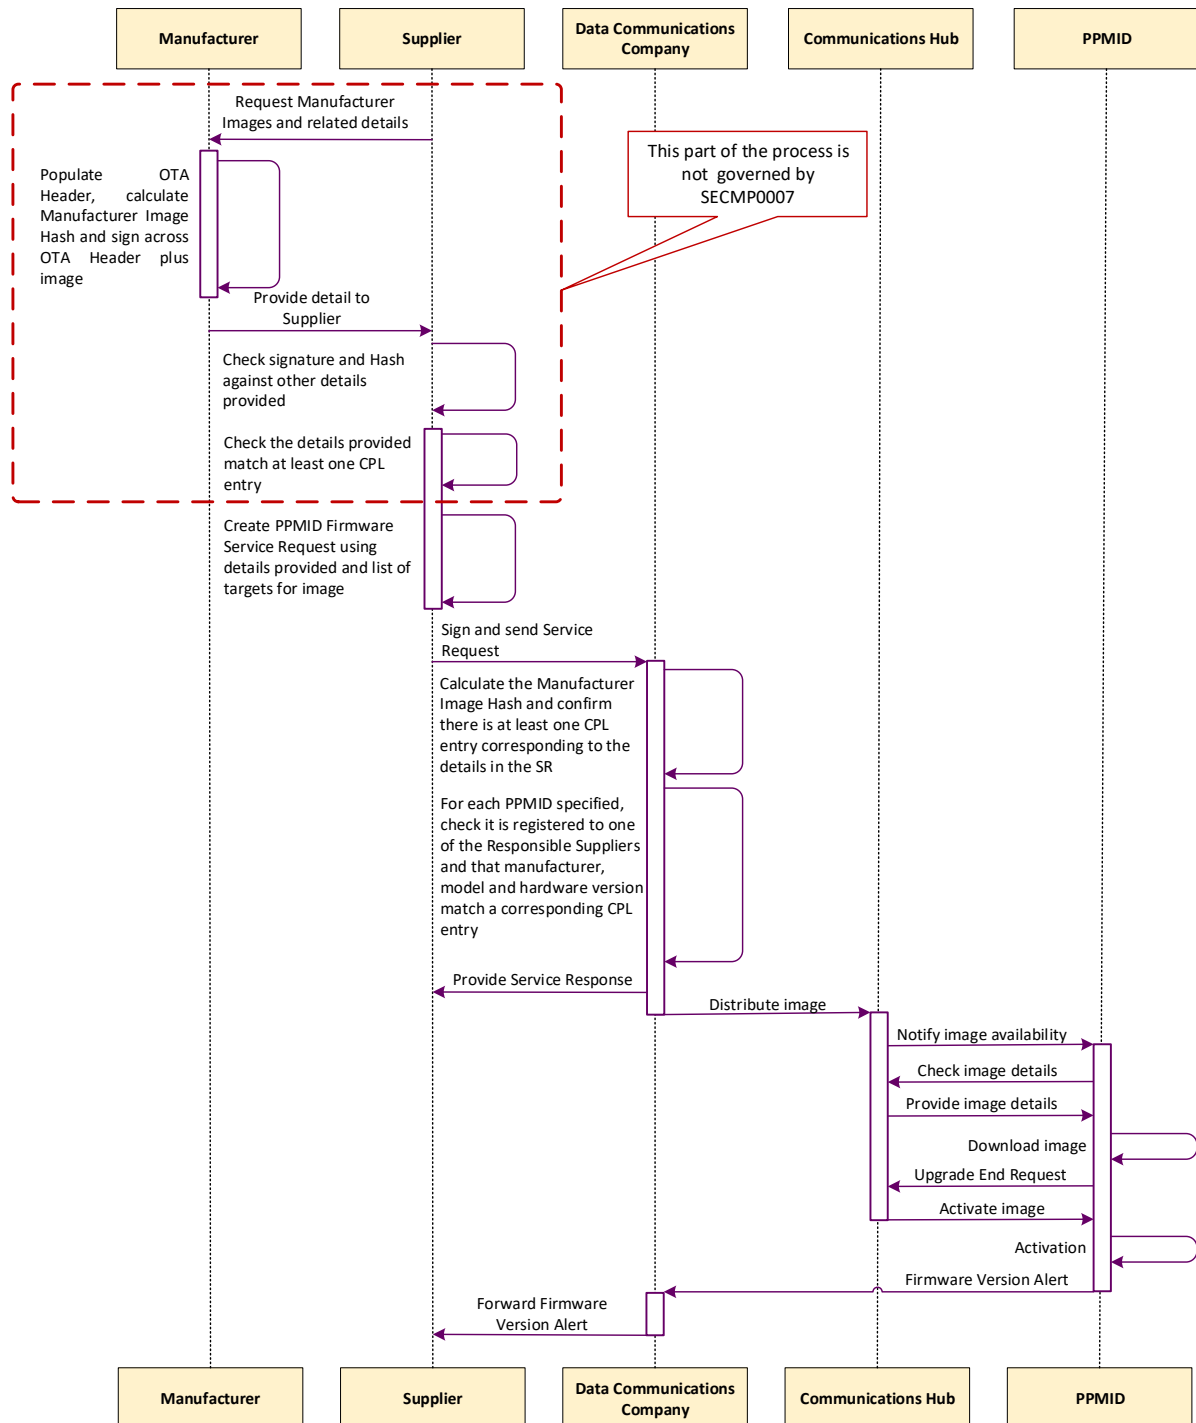 Manufacturer
Supplier
Data Communications
Company
Communications Hub
PPMID
Request Manufacturer
Images and related details
This part of the process is
not governed by
SECMP0007
Populate OTA
Header, calculate
Manufacturer Image
Hash and sign across
OTA Header plus
image
Provide detail to
Supplier
Check signature and Hash
against other details
provided
Check the details provided
match at least one CPL
entry
Create PPMID Firmware
Service Request using
details provided and list of
targets for image
Sign and send Service
Request
Calculate the Manufacturer
Image Hash and confirm
there is at least one CPL
entry corresponding to the
details in the SR
For each PPMID specified,
check it is registered to one
of the Responsible Suppliers
and that manufacturer,
model and hardware version
match a corresponding CPL
entry
Provide Service Response
Distribute image
Notify image availability
Check image details
Provide image details
Download image
Upgrade End Request
Activate image
Activation
Firmware Version Alert
Forward Firmware
Version Alert
Manufacturer
Supplier
Data Communications
Company
Communications Hub
PPMID